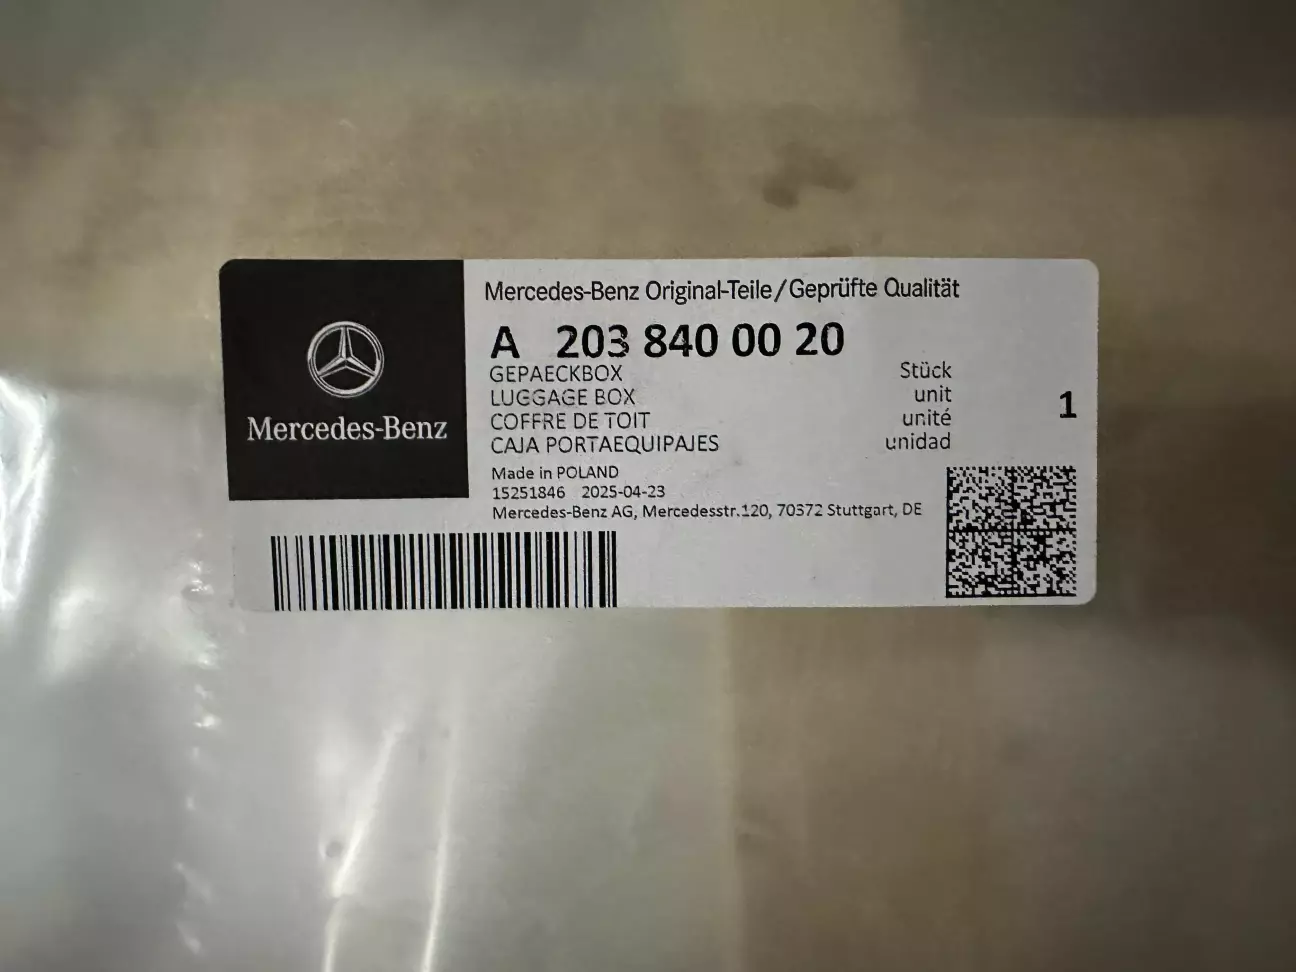 Mercedes-Benz
Mercedes-Benz Original-Teile/Geprüfte Qualität
A 203 840 00 20
GEPAECKBOX Stück
LUGGAGE BOX unit
COFFRE DE TOIT unité
CAJA PORTAEQUIPAJES unidad
1
Made in POLAND
15251846 2025-04-23
Mercedes-Benz AG, Mercedesstr.120, 70372 Stuttgart, DE